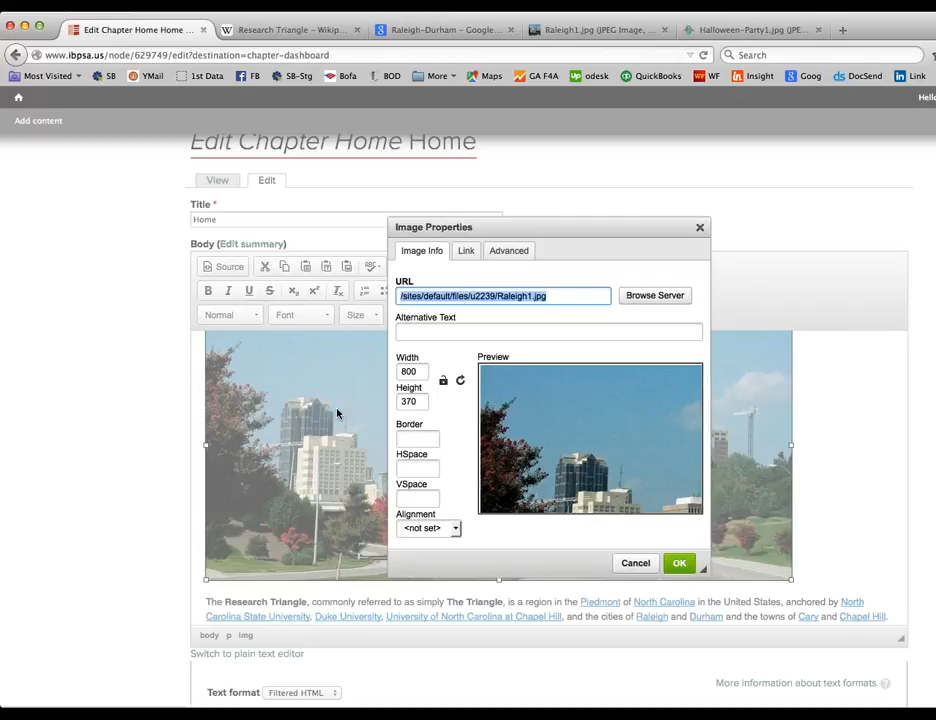 Edit Chapter Home Home ...
Research Triangle – Wikip...
Raleigh-Durham – Google...
Raleigh1.jpg (JPEG Image, ...
Halloween-Party1.jpg (JPE...
www.ibpsa.us/node/629749/edit?destination=chapter-dashboard
Search
Most Visited SB YMail 1st Data FB SB-Stg Bofa BOD More Maps GA F4A odesk QuickBooks WF Insight Goog DocSend Link
Hello
Add content
Edit Chapter Home Home
View Edit
Title *
Home
Body (Edit summary)
Source
ABC
B I U S x₂ x² Ix
Normal Font Size
Image Properties
Image Info Link Advanced
URL
/sites/default/files/u2239/Raleigh1.jpg
Browse Server
Alternative Text
Width
800
Height
370
Border
HSpace
VSpace
Alignment
<not set>
Preview
Cancel OK
The Research Triangle, commonly referred to as simply The Triangle, is a region in the Piedmont of North Carolina in the United States, anchored by North
Carolina State University, Duke University, University of North Carolina at Chapel Hill, and the cities of Raleigh and Durham and the towns of Cary and Chapel Hill.
body p img
Switch to plain text editor
Text format Filtered HTML
More information about text formats ?